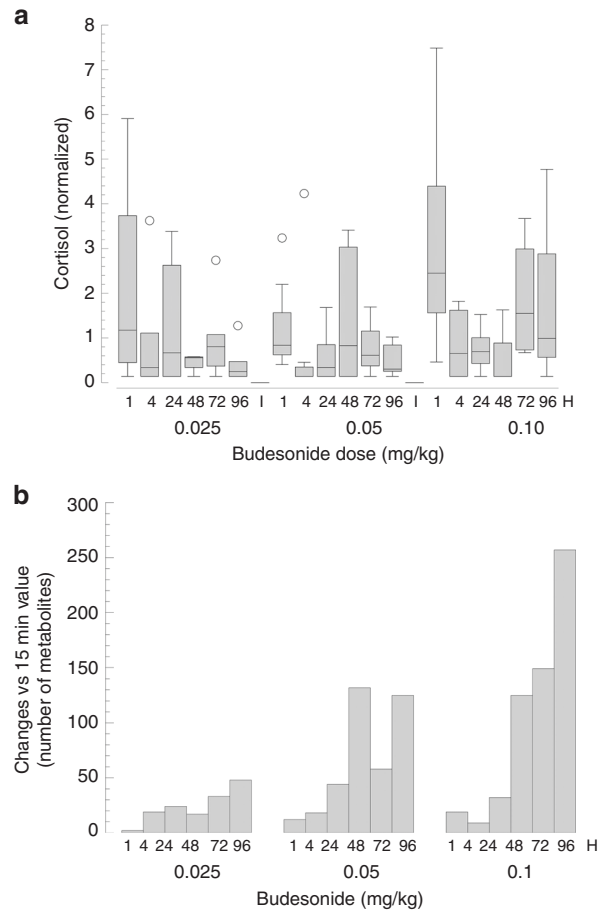 a
8
7
6
5
4
3
2
1
0
Cortisol (normalized)
1 4 24 48 72 96 I 1 4 24 48 72 96 I 1 4 24 48 72 96 H
0.025 0.05 0.10
Budesonide dose (mg/kg)
b
300
250
200
150
100
50
0
Changes vs 15 min value
(number of metabolites)
1 4 24 48 72 96 1 4 24 48 72 96 1 4 24 48 72 96 H
0.025 0.05 0.1
Budesonide (mg/kg)